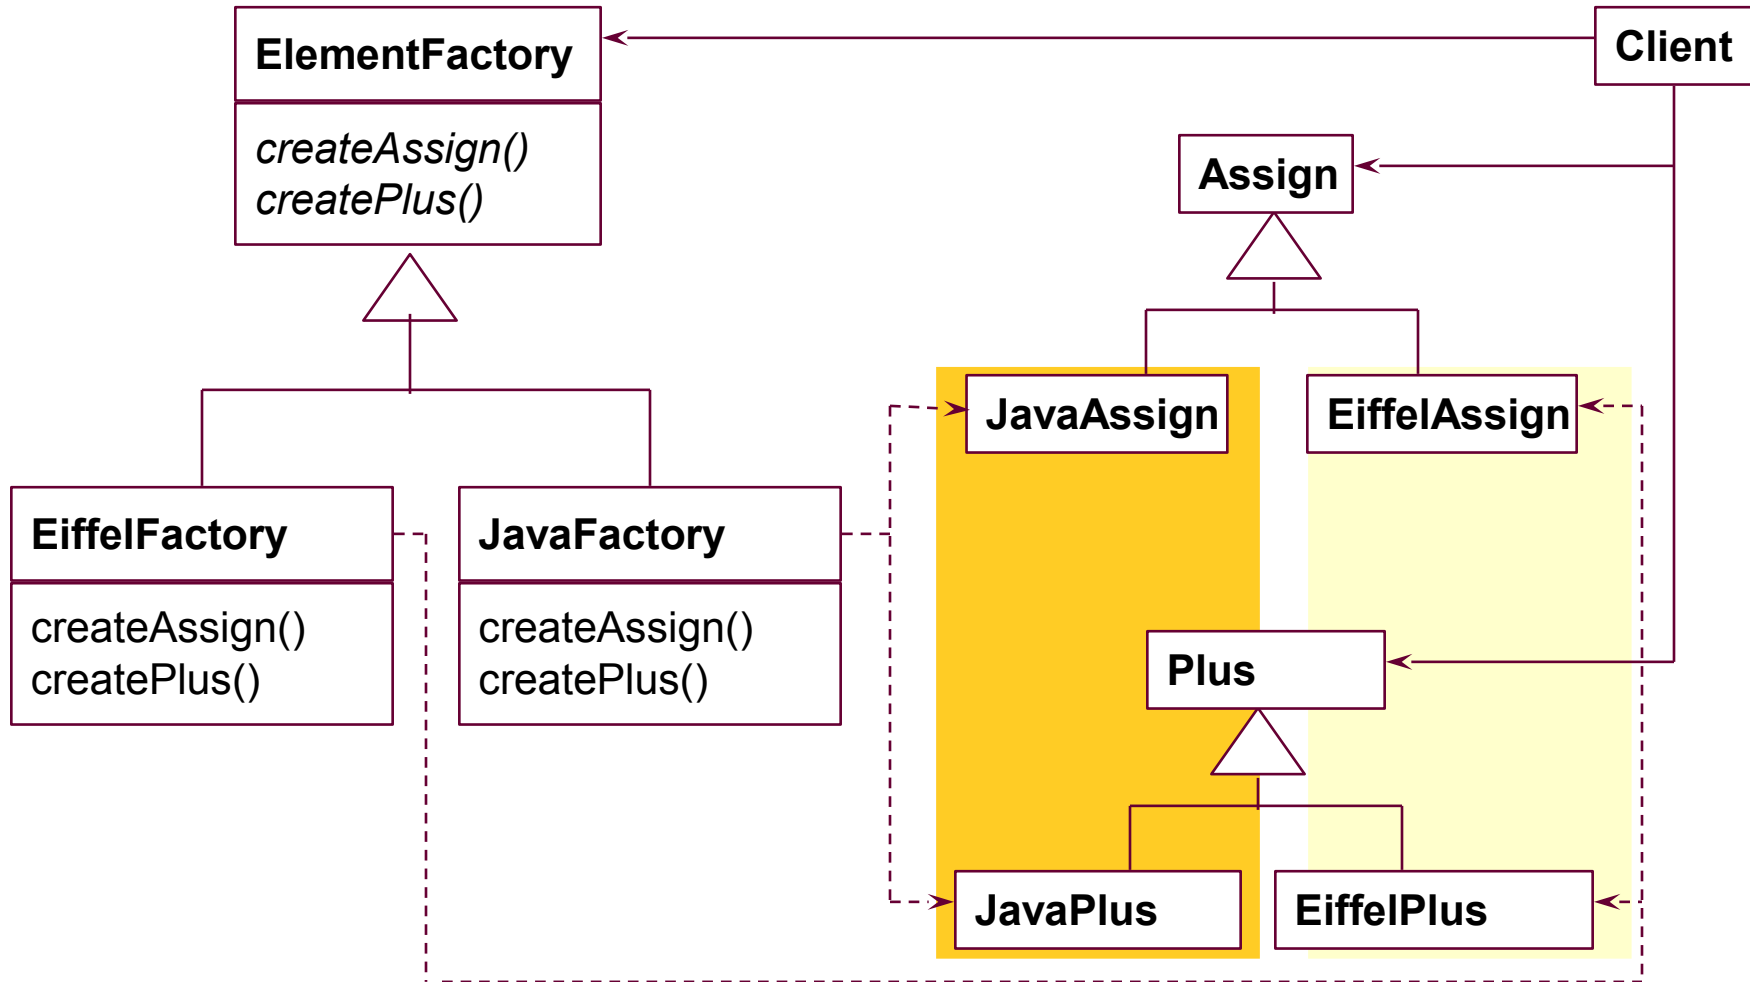 ElementFactory
createAssign()
createPlus()
Client
Assign
JavaAssign
EiffelAssign
EiffelFactory
createAssign()
createPlus()
JavaFactory
createAssign()
createPlus()
Plus
JavaPlus
EiffelPlus